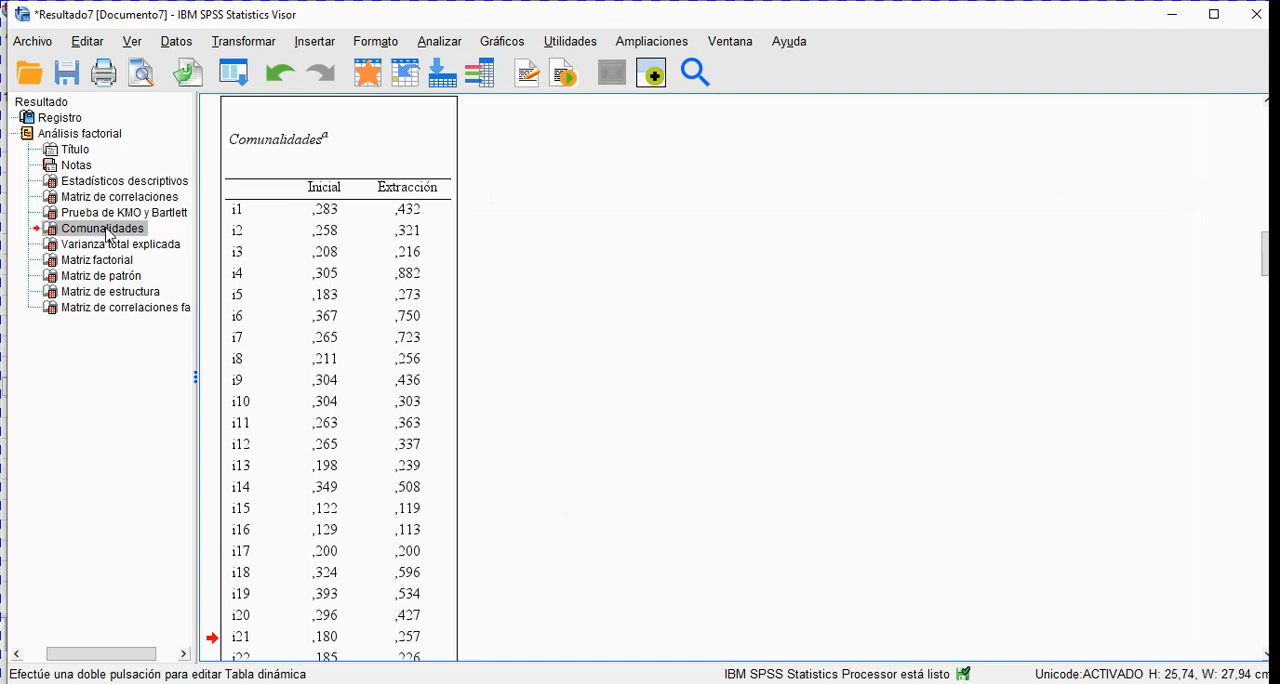 *Resultado7 [Documento7] - IBM SPSS Statistics Visor
Archivo Editar Ver Datos Transformar Insertar Formato Analizar Gráficos Utilidades Ampliaciones Ventana Ayuda
Resultado
Registro
Análisis factorial
Título
Notas
Estadísticos descriptivos
Matriz de correlaciones
Prueba de KMO y Bartlett
Comunalidades
Varianza total explicada
Matriz factorial
Matriz de patrón
Matriz de estructura
Matriz de correlaciones fa
Comunalidadesᵃ
Inicial Extracción
i1 ,283 ,432
i2 ,258 ,321
i3 ,208 ,216
i4 ,305 ,882
i5 ,183 ,273
i6 ,367 ,750
i7 ,265 ,723
i8 ,211 ,256
i9 ,304 ,436
i10 ,304 ,303
i11 ,263 ,363
i12 ,265 ,337
i13 ,198 ,239
i14 ,349 ,508
i15 ,122 ,119
i16 ,129 ,113
i17 ,200 ,200
i18 ,324 ,596
i19 ,393 ,534
i20 ,296 ,427
i21 ,180 ,257
i22 ,185 ,226
Efectúe una doble pulsación para editar Tabla dinámica IBM SPSS Statistics Processor está listo Unicode:ACTIVADO H: 25,74, W: 27,94 cm